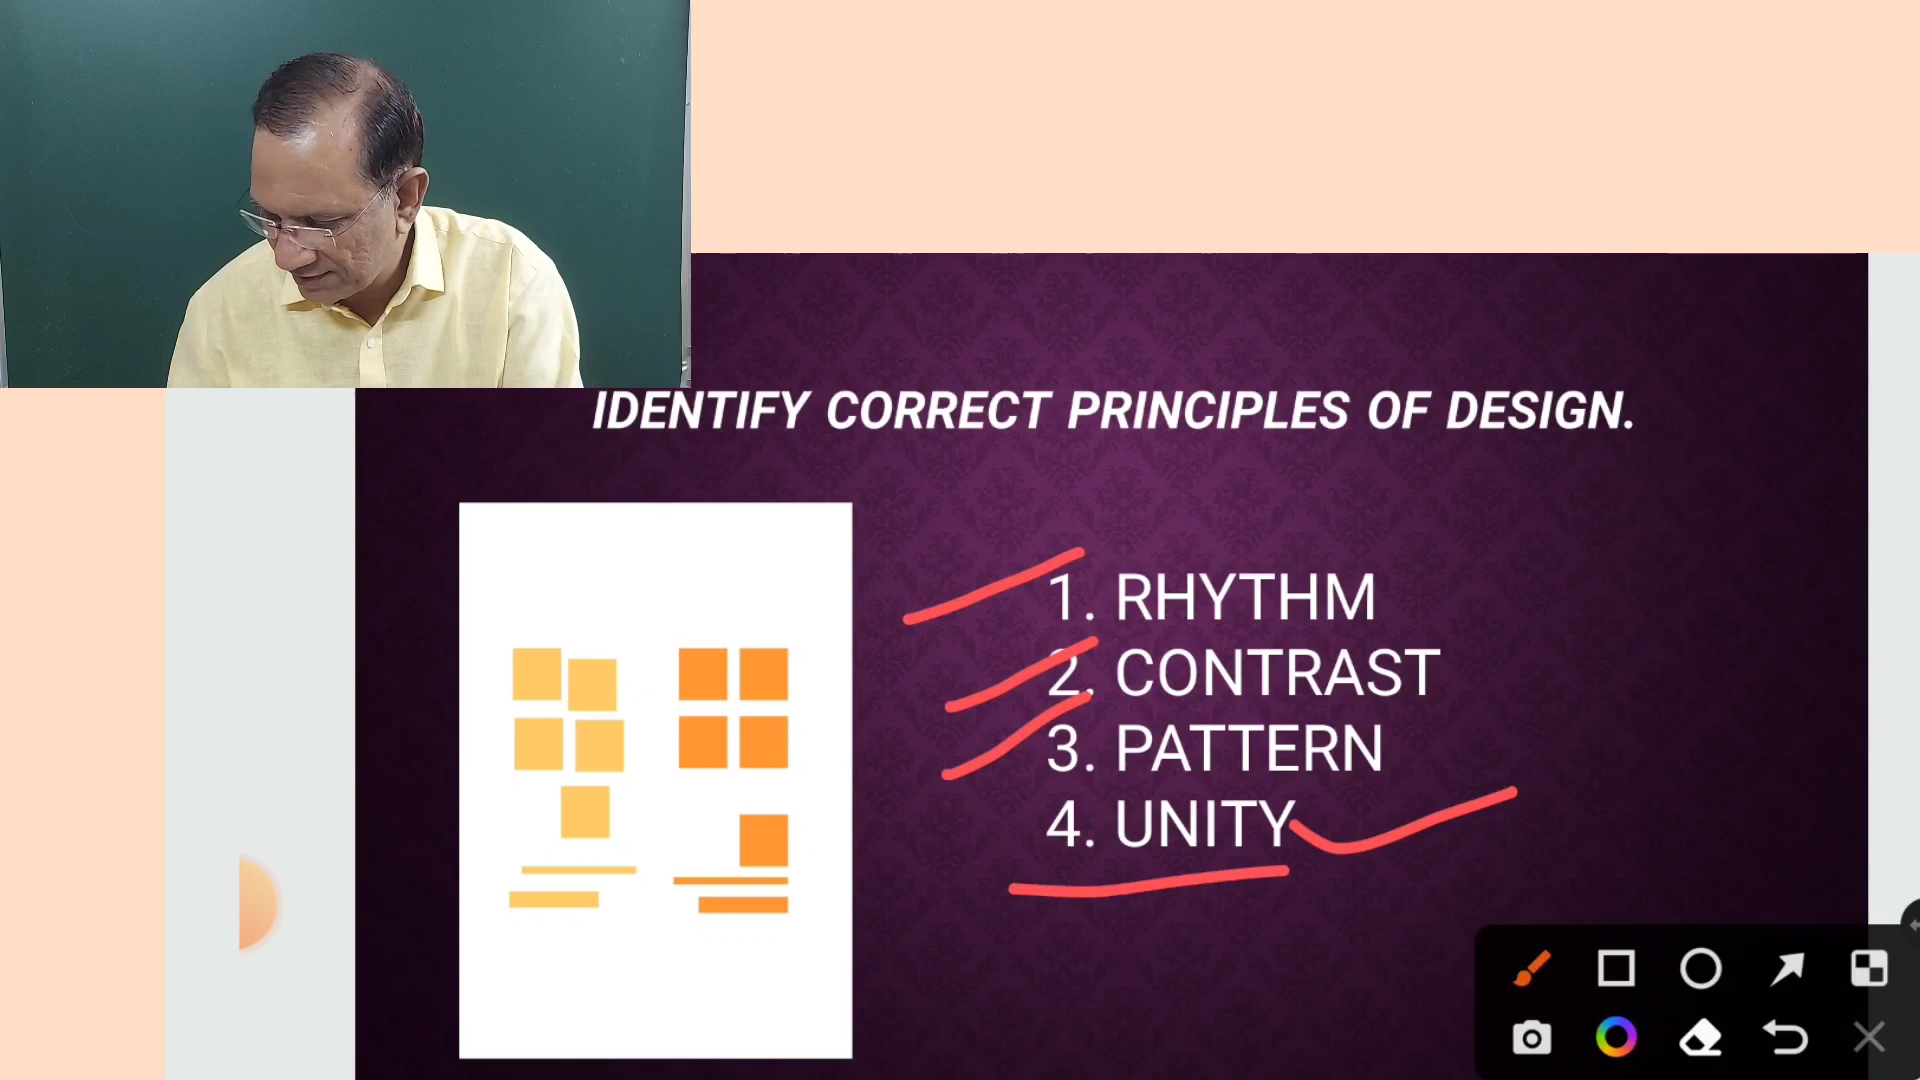 IDENTIFY CORRECT PRINCIPLES OF DESIGN.
1. RHYTHM
2. CONTRAST
3. PATTERN
4. UNITY